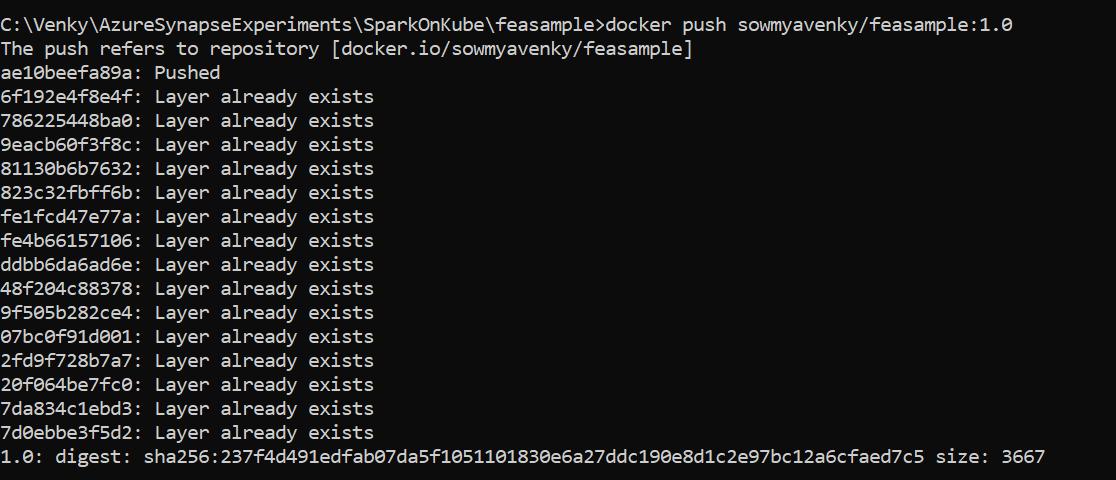 C:\Venky\AzureSynapseExperiments\SparkOnKube\feasample>docker push sowmyavenky/feasample:1.0
The push refers to repository [docker.io/sowmyavenky/feasample]
ae10beefa89a: Pushed
6f192e4f8e4f: Layer already exists
786225448ba0: Layer already exists
9eacb60f3f8c: Layer already exists
81130b6b7632: Layer already exists
823c32fbff6b: Layer already exists
fe1fcd47e77a: Layer already exists
fe4b66157106: Layer already exists
ddbb6da6ad6e: Layer already exists
48f204c88378: Layer already exists
9f505b282ce4: Layer already exists
07bc0f91d001: Layer already exists
2fd9f728b7a7: Layer already exists
20f064be7fc0: Layer already exists
7da834c1ebd3: Layer already exists
7d0ebbe3f5d2: Layer already exists
1.0: digest: sha256:237f4d491edfab07da5f1051101830e6a27ddc190e8d1c2e97bc12a6cfaed7c5 size: 3667